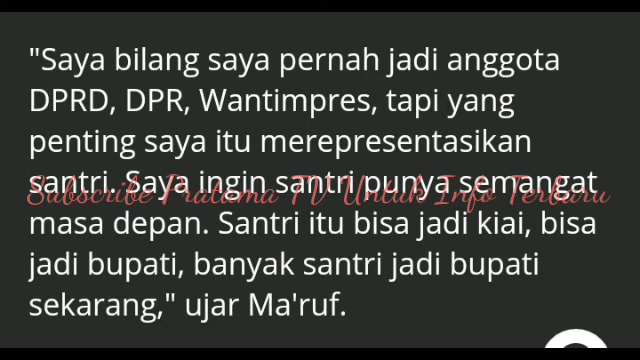 "Saya bilang saya pernah jadi anggota
DPRD, DPR, Wantimpres, tapi yang
penting saya itu merepresentasikan
santri. Saya ingin santri punya semangat
Subscribe Pratama TV Untuk Info Terbaru
masa depan. Santri itu bisa jadi kiai, bisa
jadi bupati, banyak santri jadi bupati
sekarang," ujar Ma'ruf.